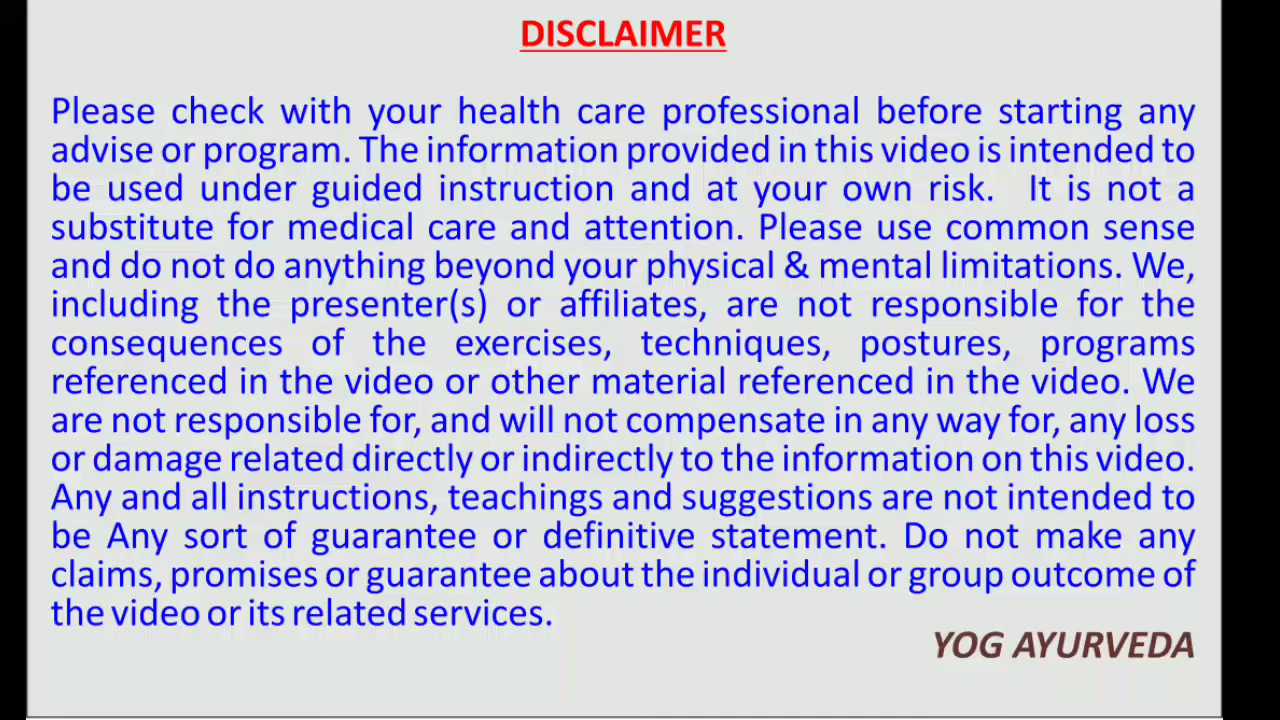 DISCLAIMER
Please check with your health care professional before starting any
advise or program. The information provided in this video is intended to
be used under guided instruction and at your own risk. It is not a
substitute for medical care and attention. Please use common sense
and do not do anything beyond your physical & mental limitations. We,
including the presenter(s) or affiliates, are not responsible for the
consequences of the exercises, techniques, postures, programs
referenced in the video or other material referenced in the video. We
are not responsible for, and will not compensate in any way for, any loss
or damage related directly or indirectly to the information on this video.
Any and all instructions, teachings and suggestions are not intended to
be Any sort of guarantee or definitive statement. Do not make any
claims, promises or guarantee about the individual or group outcome of
the video or its related services.
YOG AYURVEDA